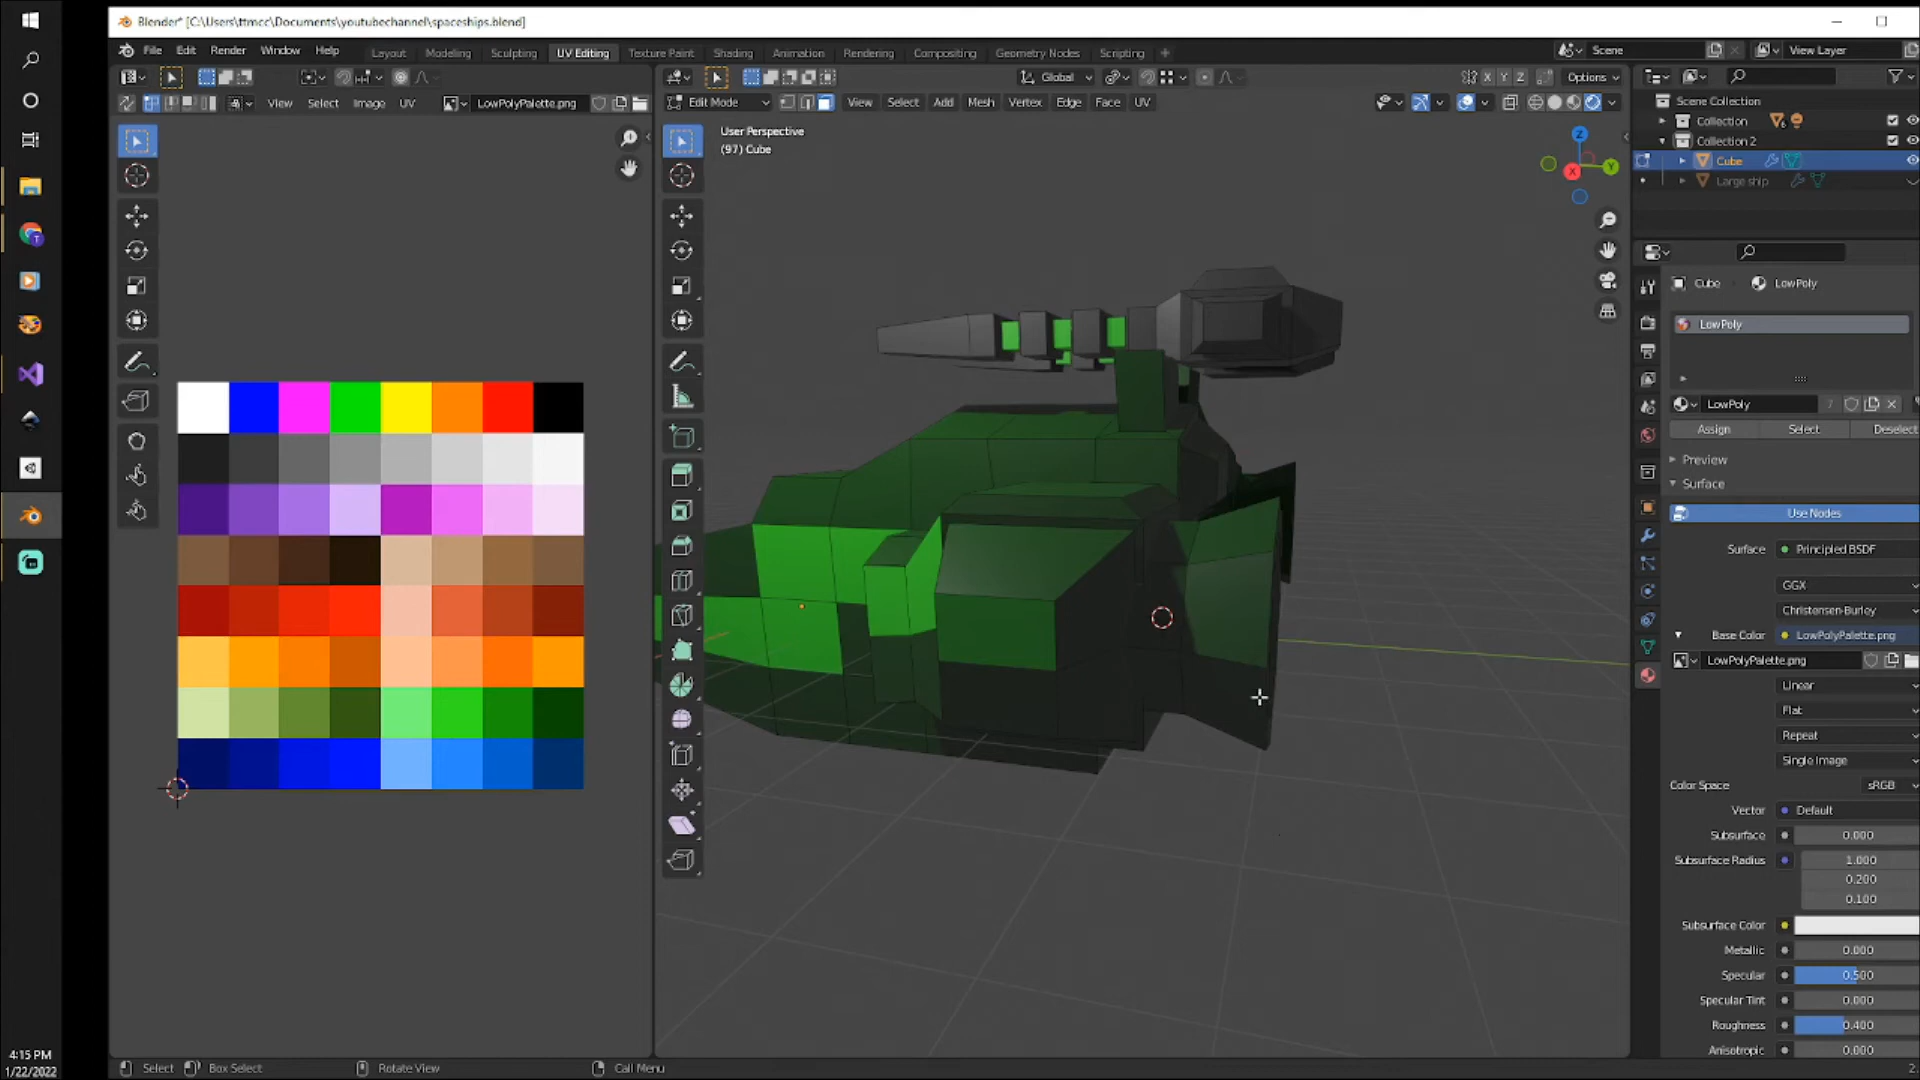 Blender* [C:\Users\ttmcc\Documents\youtubechannel\spaceships.blend]
File Edit Render Window Help Layout Modeling Sculpting UV Editing Texture Paint Shading Animation Rendering Compositing Geometry Nodes Scripting +
Scene View Layer
Global Options
X Y Z
View Select Image UV LowPolyPalette.png
Edit Mode View Select Add Mesh Vertex Edge Face UV
User Perspective
(97) Cube
Z
Y
X
Scene Collection
Collection
Collection 2
Cube
Large ship
Cube LowPoly
LowPoly
LowPoly 7
Assign Select Deselect
Preview
Surface
Use Nodes
Surface Principled BSDF
GGX
Christensen-Burley
Base Color LowPolyPalette.png
LowPolyPalette.png
Linear
Flat
Repeat
Single Image
Color Space sRGB
Vector Default
Subsurface 0.000
Subsurface Radius 1.000
0.200
0.100
Subsurface Color
Metallic 0.000
Specular 0.500
Specular Tint 0.000
Roughness 0.400
Anisotropic 0.000
4:15 PM
1/22/2022
Select Box Select Rotate View Call Menu
2.